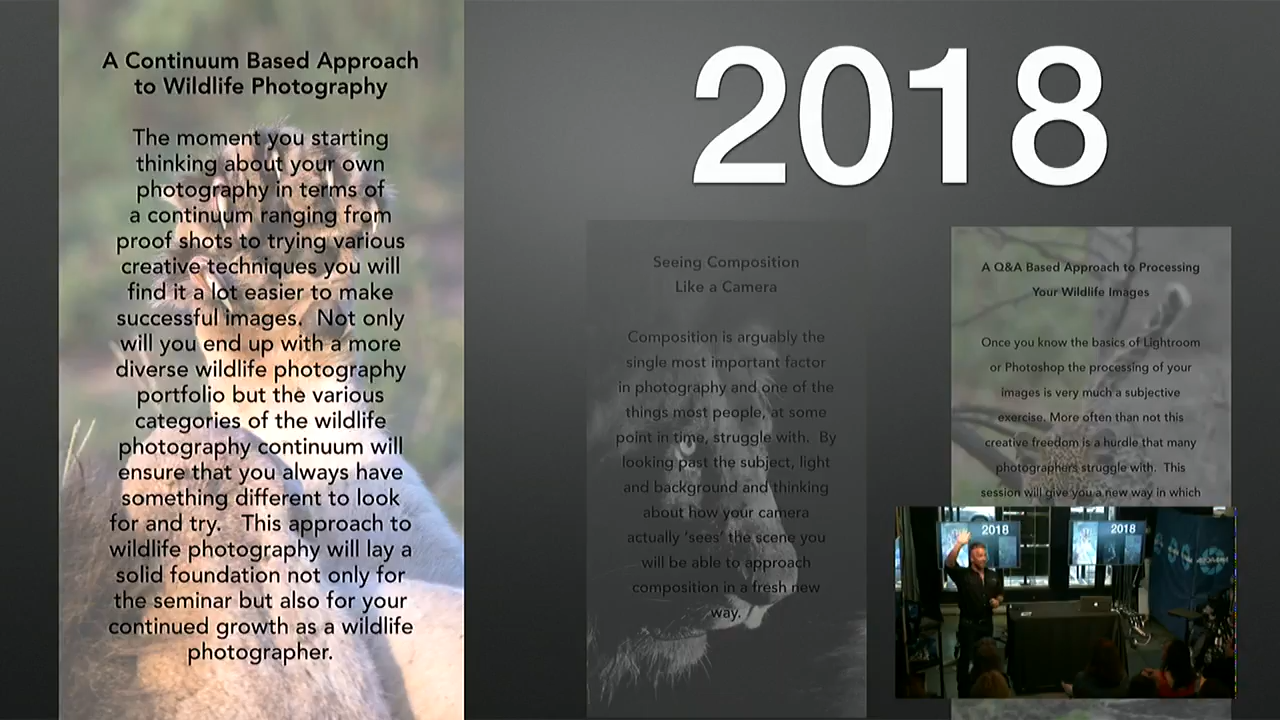 A Continuum Based Approach
to Wildlife Photography
The moment you starting
thinking about your own
photography in terms of
a continuum ranging from
proof shots to trying various
creative techniques you will
find it a lot easier to make
successful images. Not only
will you end up with a more
diverse wildlife photography
portfolio but the various
categories of the wildlife
photography continuum will
ensure that you always have
something different to look
for and try. This approach to
wildlife photography will lay a
solid foundation not only for
the seminar but also for your
continued growth as a wildlife
photographer.
2018
Seeing Composition
Like a Camera
Composition is arguably the
single most important factor
in photography and one of the
things most people, at some
point in time, struggle with. By
looking past the subject, light
and background and thinking
about how your camera
actually 'sees' the scene you
will be able to approach
composition in a fresh new
way.
A Q&A Based Approach to Processing
Your Wildlife Images
Once you know the basics of Lightroom
or Photoshop the processing of your
images is very much a subjective
exercise. More often than not this
creative freedom is a hurdle that many
photographers struggle with. This
session will give you a new way in which
2018
2018